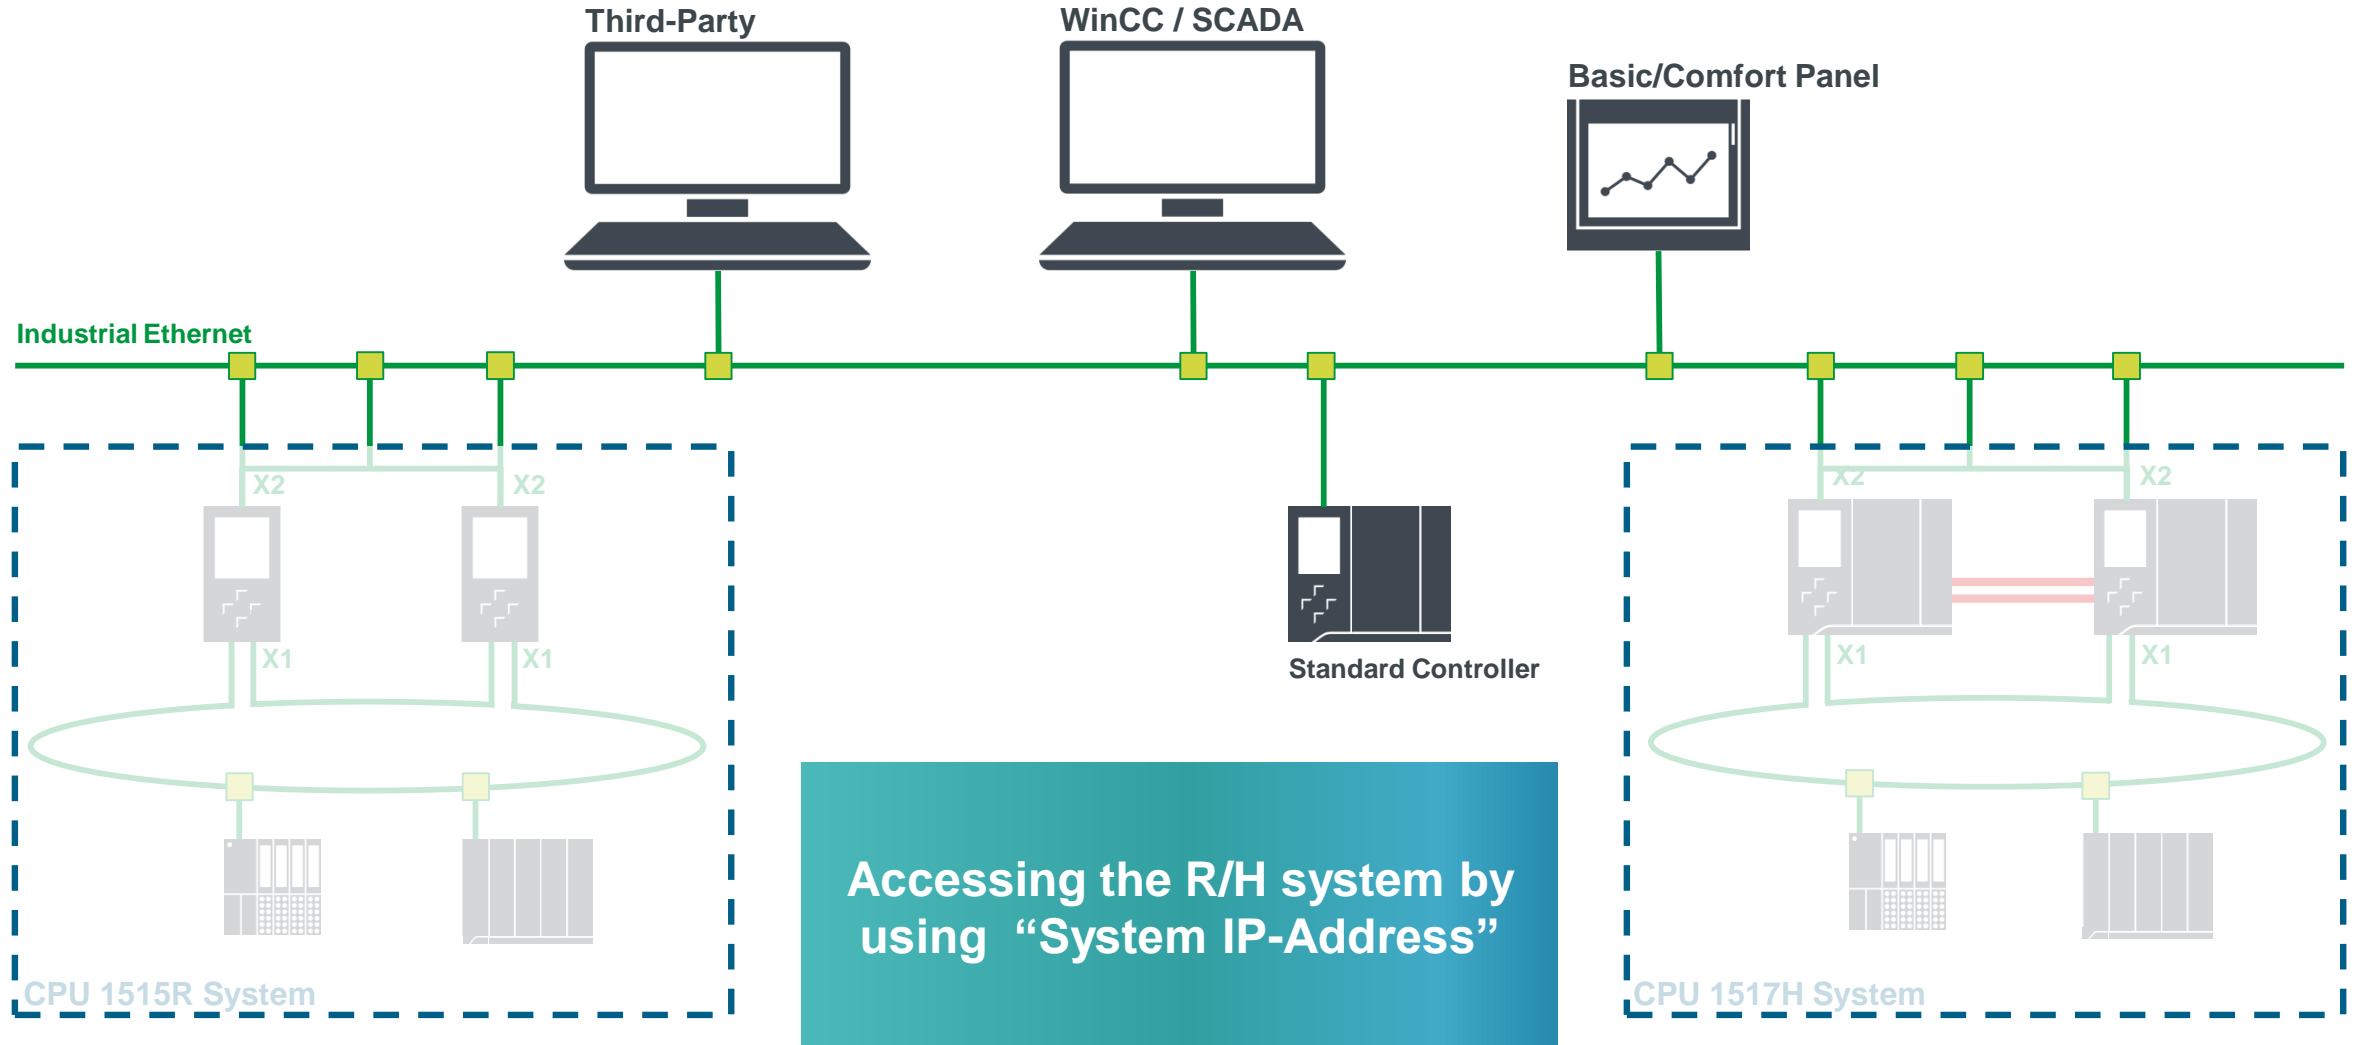 Third-Party
WinCC / SCADA
Basic/Comfort Panel
Industrial Ethernet
X2
X2
X2
X2
X1
X1
X1
X1
Standard Controller
Accessing the R/H system by
using “System IP-Address”
CPU 1515R System
CPU 1517H System